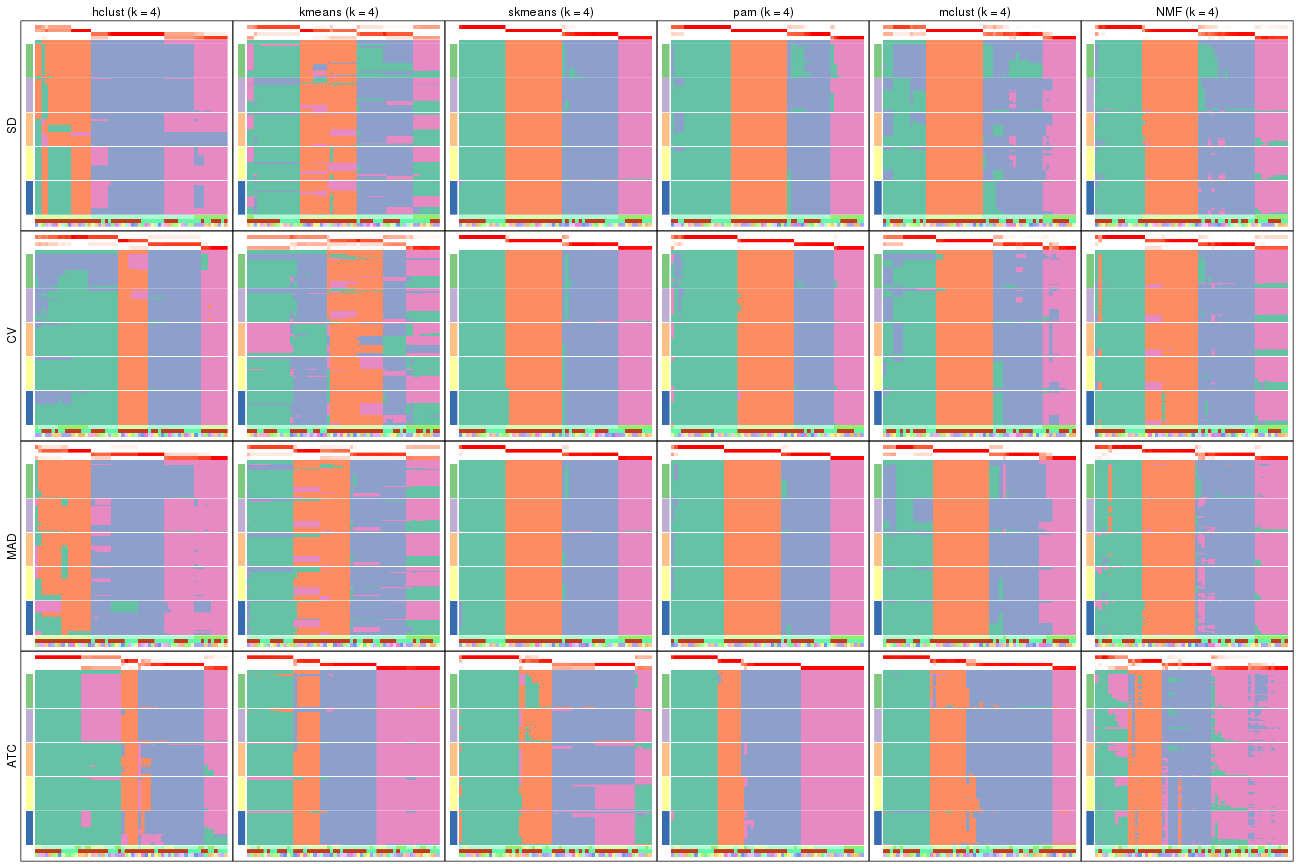 hclust (k = 4)
kmeans (k = 4)
skmeans (k = 4)
pam (k = 4)
mclust (k = 4)
NMF (k = 4)
SD
CV
MAD
ATC